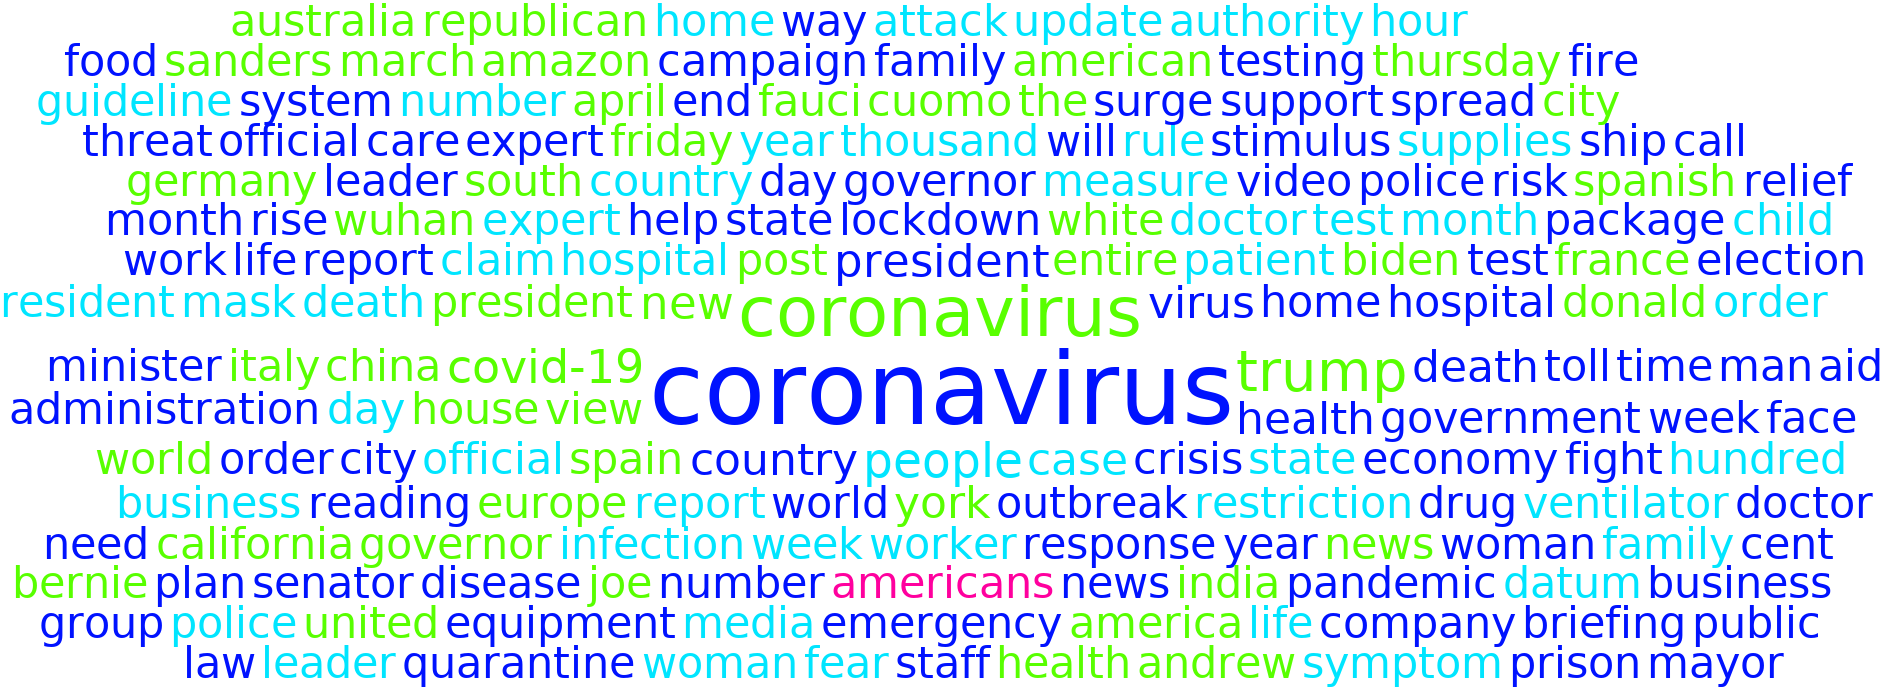 australia republican home way attack update authority hour
food sanders march amazon campaign family american testing thursday fire
guideline system number april end fauci cuomo the surge support spread city
threat official care expert friday year thousand will rule stimulus supplies ship call
germany leader south country day governor measure video police risk spanish relief
month rise wuhan expert help state lockdown white doctor test month package child
work life report claim hospital post president entire patient biden test france election
resident mask death president new coronavirus virus home hospital donald order
minister italy china covid-19 coronavirus trump death toll time man aid
administration day house view health government week face
world order city official spain country people case crisis state economy fight hundred
business reading europe report world york outbreak restriction drug ventilator doctor
need california governor infection week worker response year news woman family cent
bernie plan senator disease joe number americans news india pandemic datum business
group police united equipment media emergency america life company briefing public
law leader quarantine woman fear staff health andrew symptom prison mayor